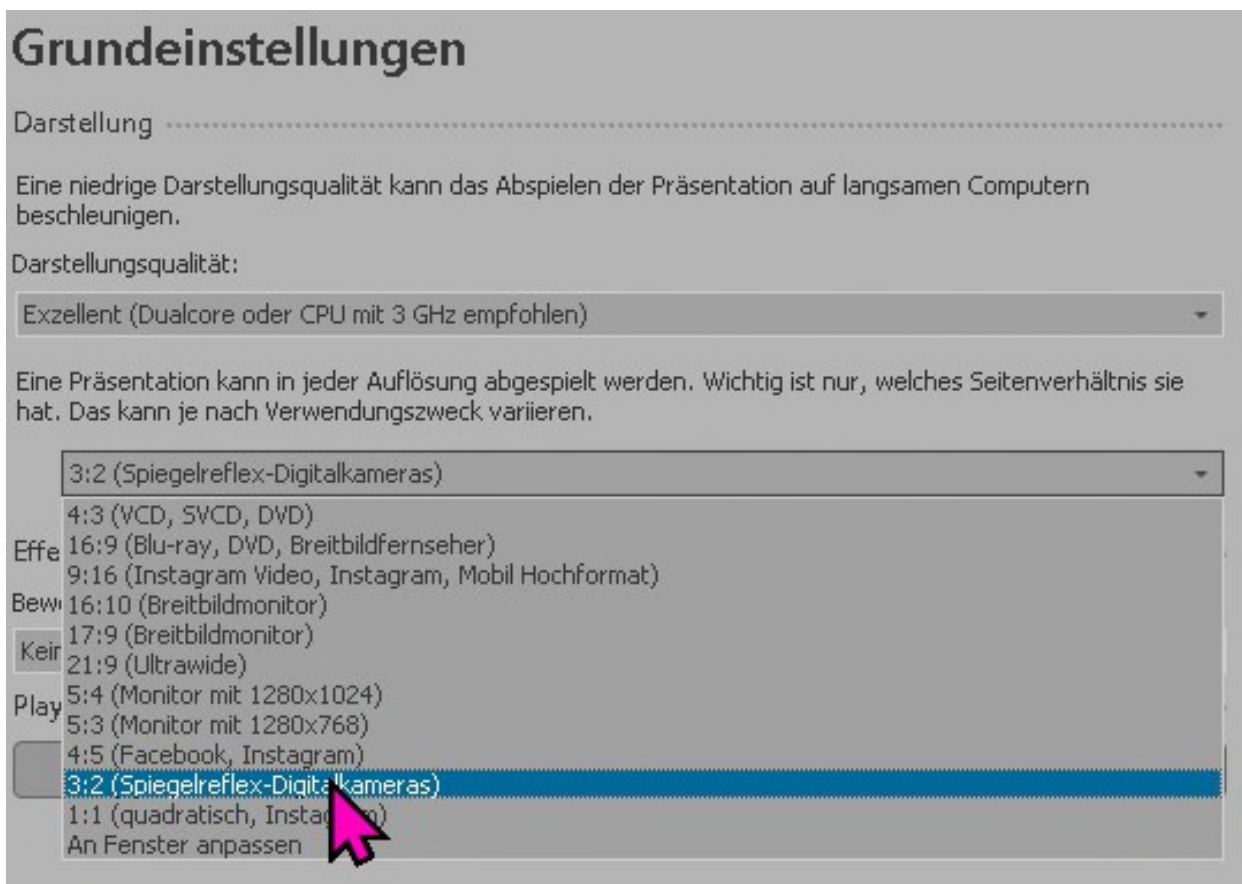 Grundeinstellungen
Darstellung
Eine niedrige Darstellungsqualität kann das Abspielen der Präsentation auf langsamen Computern
beschleunigen.
Darstellungsqualität:
Exzellent (Dualcore oder CPU mit 3 GHz empfohlen)
Eine Präsentation kann in jeder Auflösung abgespielt werden. Wichtig ist nur, welches Seitenverhältnis sie
hat. Das kann je nach Verwendungszweck variieren.
3:2 (Spiegelreflex-Digitalkameras)
4:3 (VCD, SVCD, DVD)
Effe
16:9 (Blu-ray, DVD, Breitbildfernseher)
9:16 (Instagram Video, Instagram, Mobil Hochformat)
Bew
16:10 (Breitbildmonitor)
17:9 (Breitbildmonitor)
Kein
21:9 (Ultrawide)
5:4 (Monitor mit 1280x1024)
Play
5:3 (Monitor mit 1280x768)
4:5 (Facebook, Instagram)
3:2 (Spiegelreflex-Digitalkameras)
1:1 (quadratisch,
An Fenster anpassen